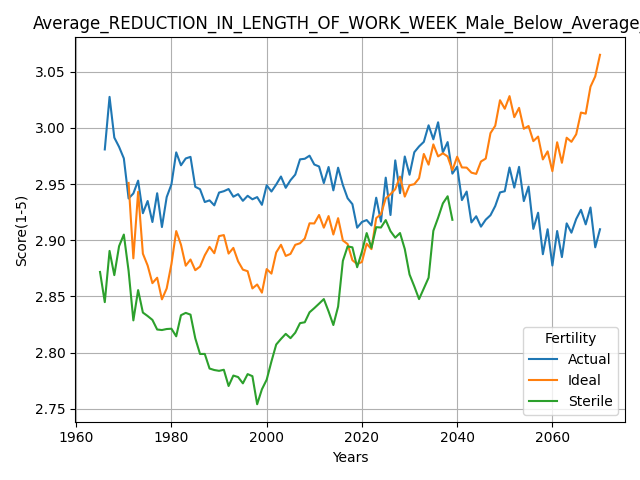 Average_REDUCTION_IN_LENGTH_OF_WORK_WEEK_Male_Below_Average_
3.05
3.00
2.95
2.90
2.85
2.80
2.75
Score(1-5)
1960 1980 2000 2020 2040 2060
Years
Fertility
Actual
Ideal
Sterile